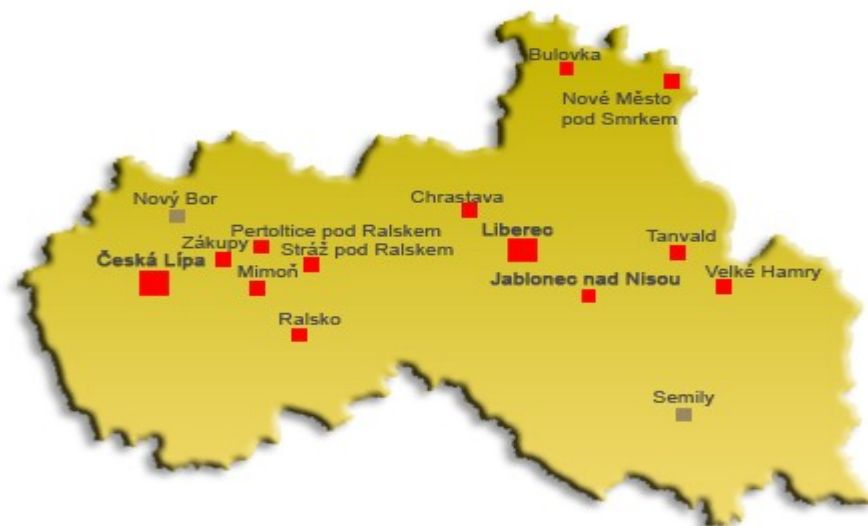 Bulovka
Nové Město
pod Smrkem
Nový Bor
Chrastava
Pertoltice pod Ralskem
Liberec
Tanvald
Zákupy
Stráž pod Ralskem
Česká Lípa
Mimoň
Jablonec nad Nisou
Velké Hamry
Ralsko
Semily